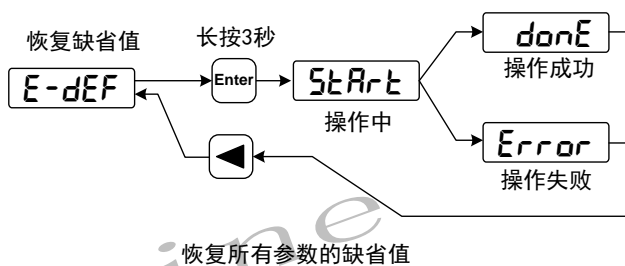 恢复缺省值
长按3秒
E-dEF
Enter
StArt
操作中
donE
操作成功
Error
操作失败
恢复所有参数的缺省值
ine